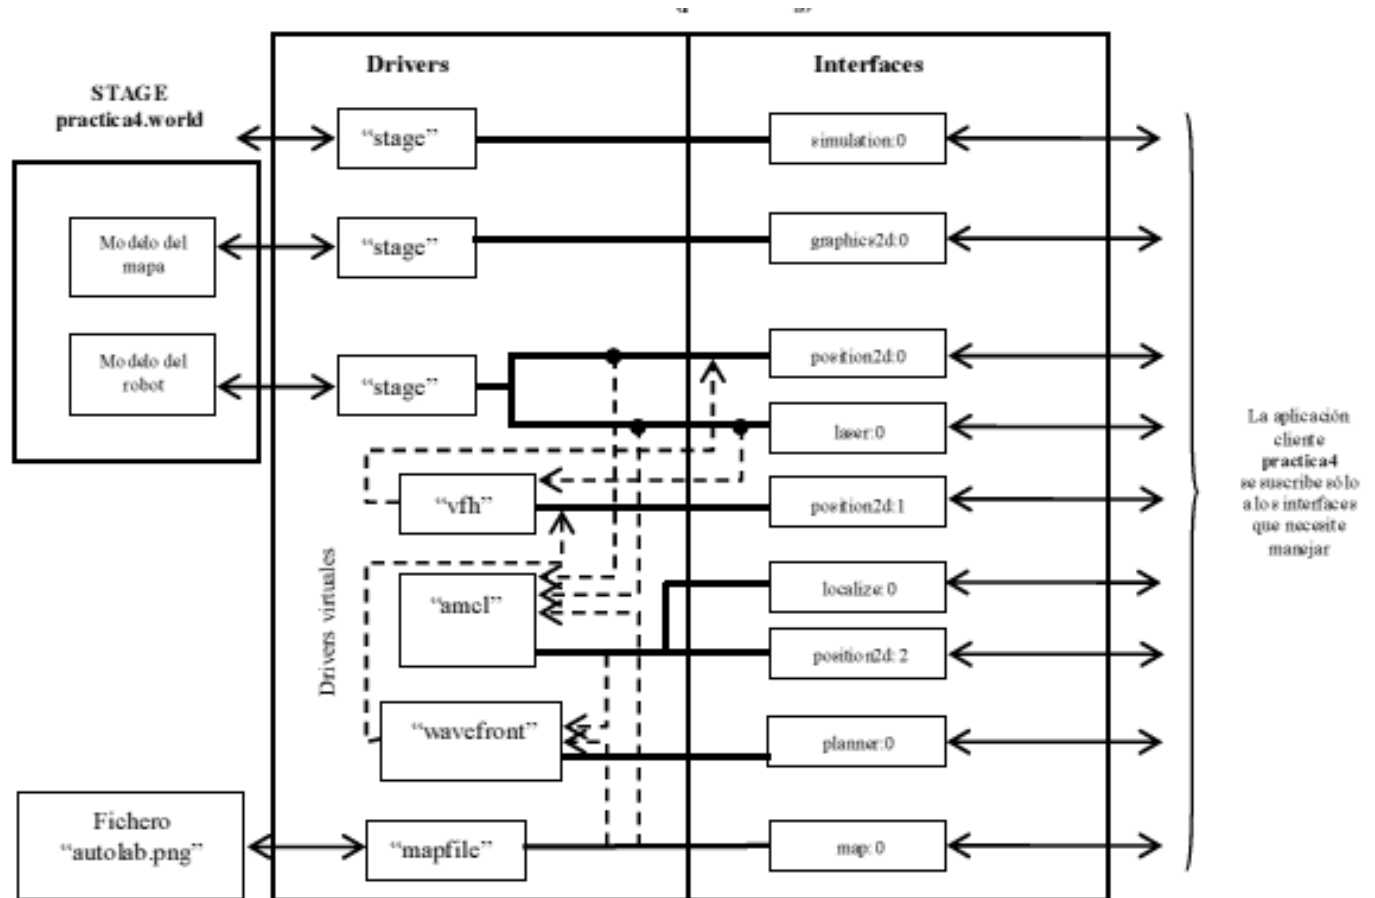 Drivers
Interfaces
STAGE
practica4.world
“stage”
simulation:0
Modelo del
mapa
“stage”
graphics2d:0
Modelo del
robot
“stage”
position2d:0
laser:0
“vfh”
position2d:1
Drivers virtuales
“amcl”
localize:0
position2d:2
“wavefront”
planner:0
Fichero
“autolab.png”
“mapfile”
map:0
La aplicación
cliente
practica4
se suscribe sólo
a los interfaces
que necesite
manejar